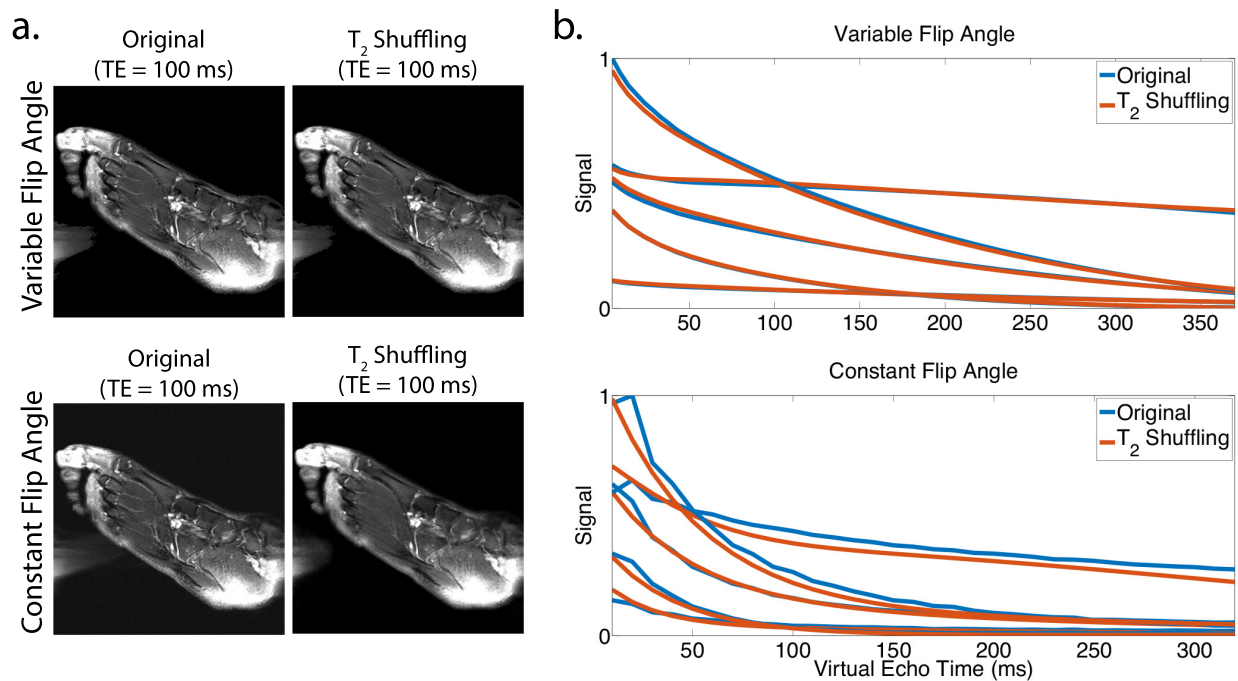 a.
Original
(TE = 100 ms)
T2 Shuffling
(TE = 100 ms)
Variable Flip Angle
Original
(TE = 100 ms)
T2 Shuffling
(TE = 100 ms)
Constant Flip Angle
b.
Variable Flip Angle
Original
T2 Shuffling
Signal
1
0
50 100 150 200 250 300 350
Constant Flip Angle
Original
T2 Shuffling
Signal
1
0
50 100 150 200 250 300
Virtual Echo Time (ms)